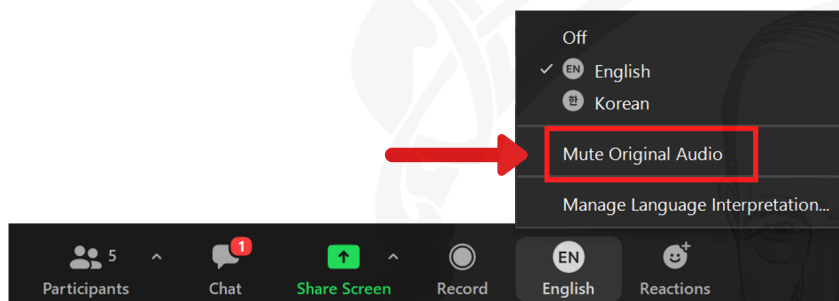 Off
EN English
한 Korean
Mute Original Audio
Manage Language Interpretation...
5
1
EN
Participants Chat Share Screen Record English Reactions